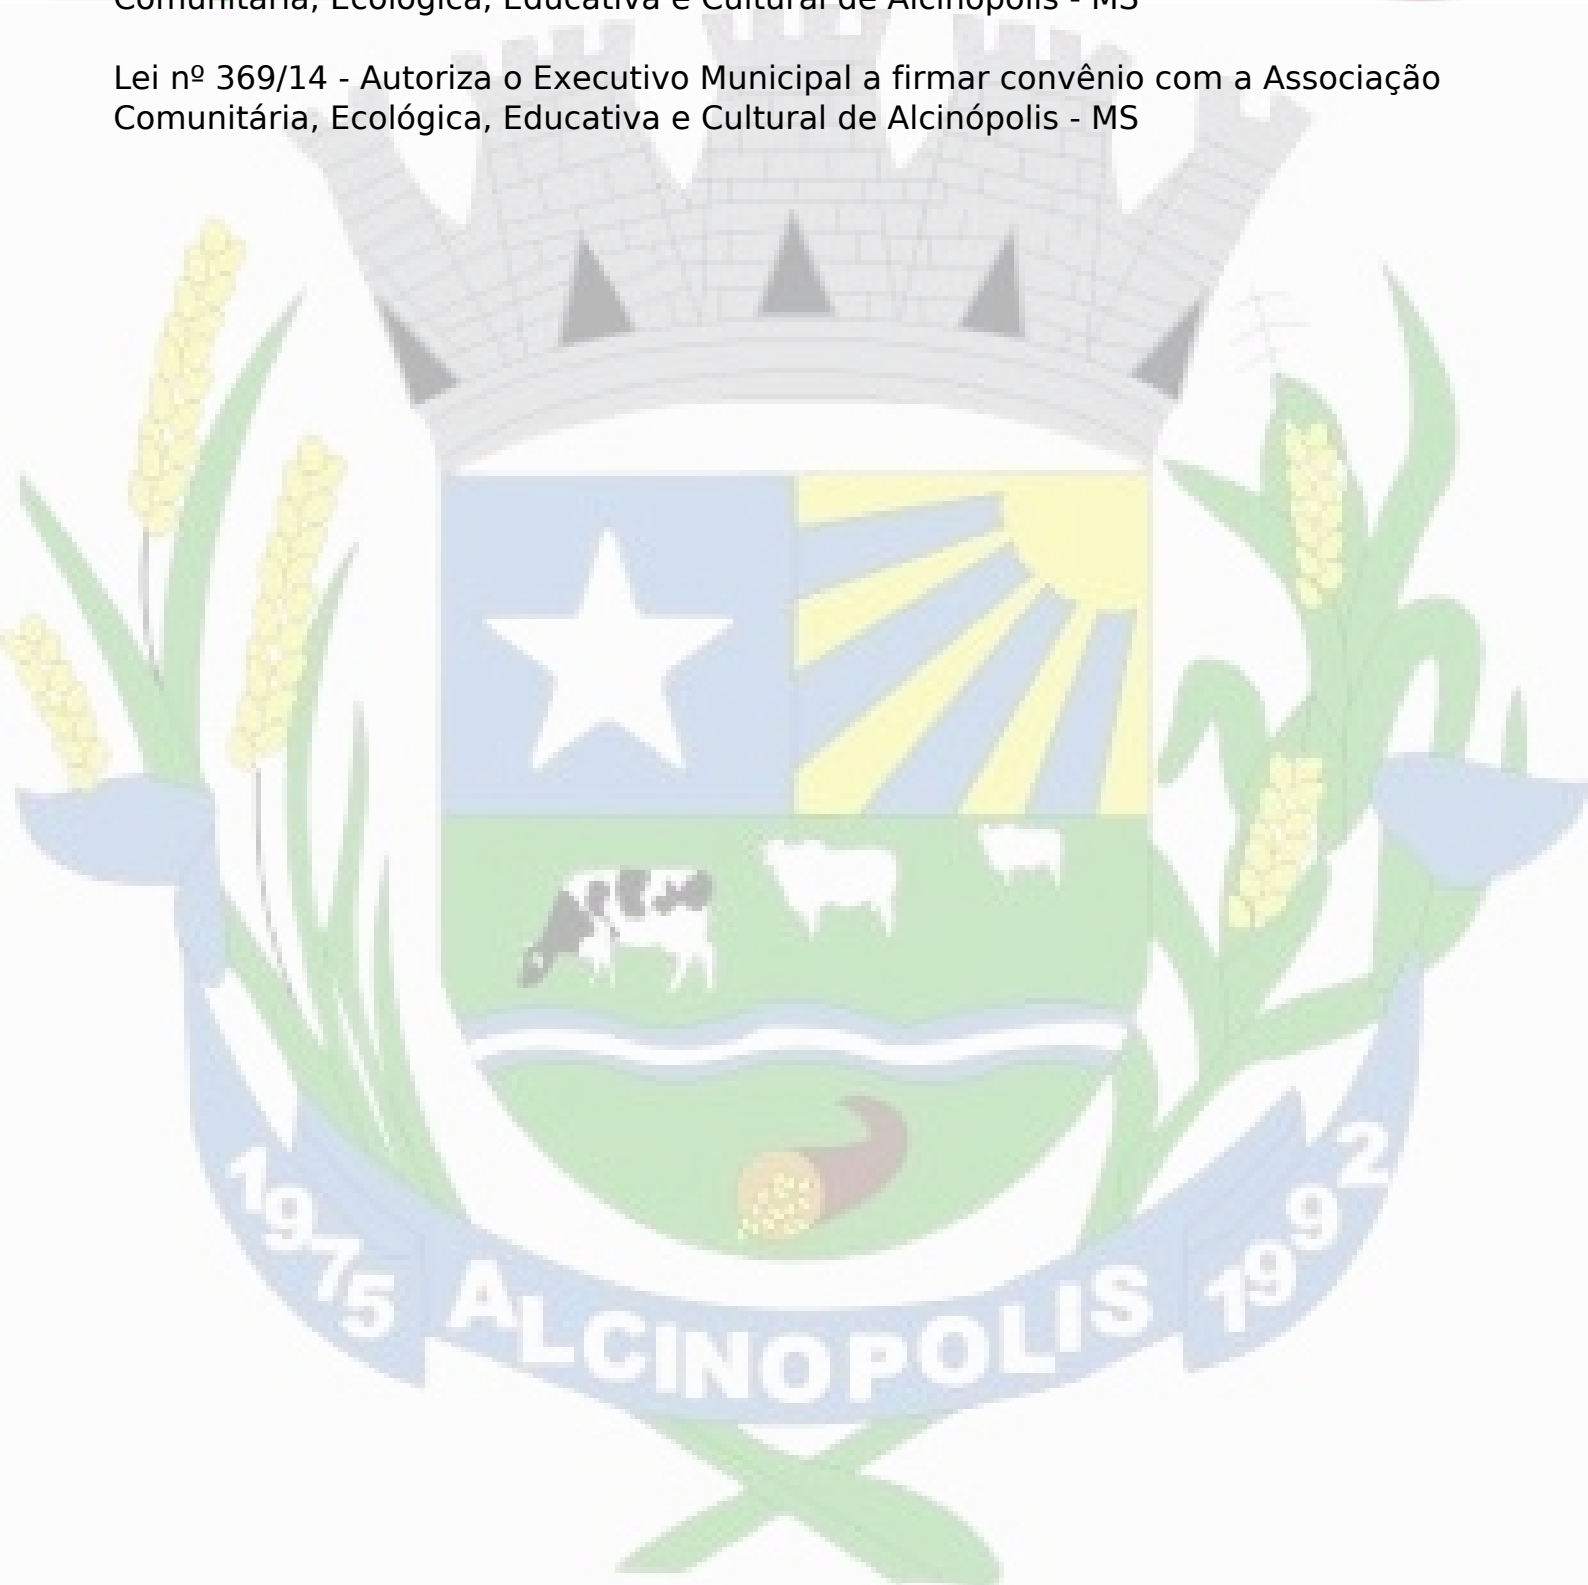 Comunitária, Ecológica, Educativa e Cultural de Alcinópolis - MS
Lei nº 369/14 - Autoriza o Executivo Municipal a firmar convênio com a Associação
Comunitária, Ecológica, Educativa e Cultural de Alcinópolis - MS
1975 ALCINOPOLIS 1992